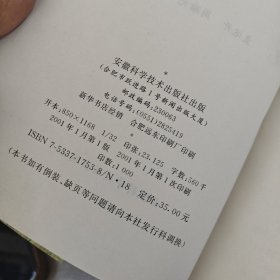 安徽科学技术出版社出版
(合肥市跃进路1号新闻出版大厦)
邮政编码:230063
电话号码:(0551)2825419
新华书店经销 合肥远东印刷厂印刷
*
开本:850×1168 1/32 印张:23.125 字数:560千
2001年1月第1版 2001年1月第1次印刷
印数:1 000
ISBN 7-5337-1753-8/N·18 定价:35.00元
(本书如有倒装、缺页等问题请向本社发行科调换)